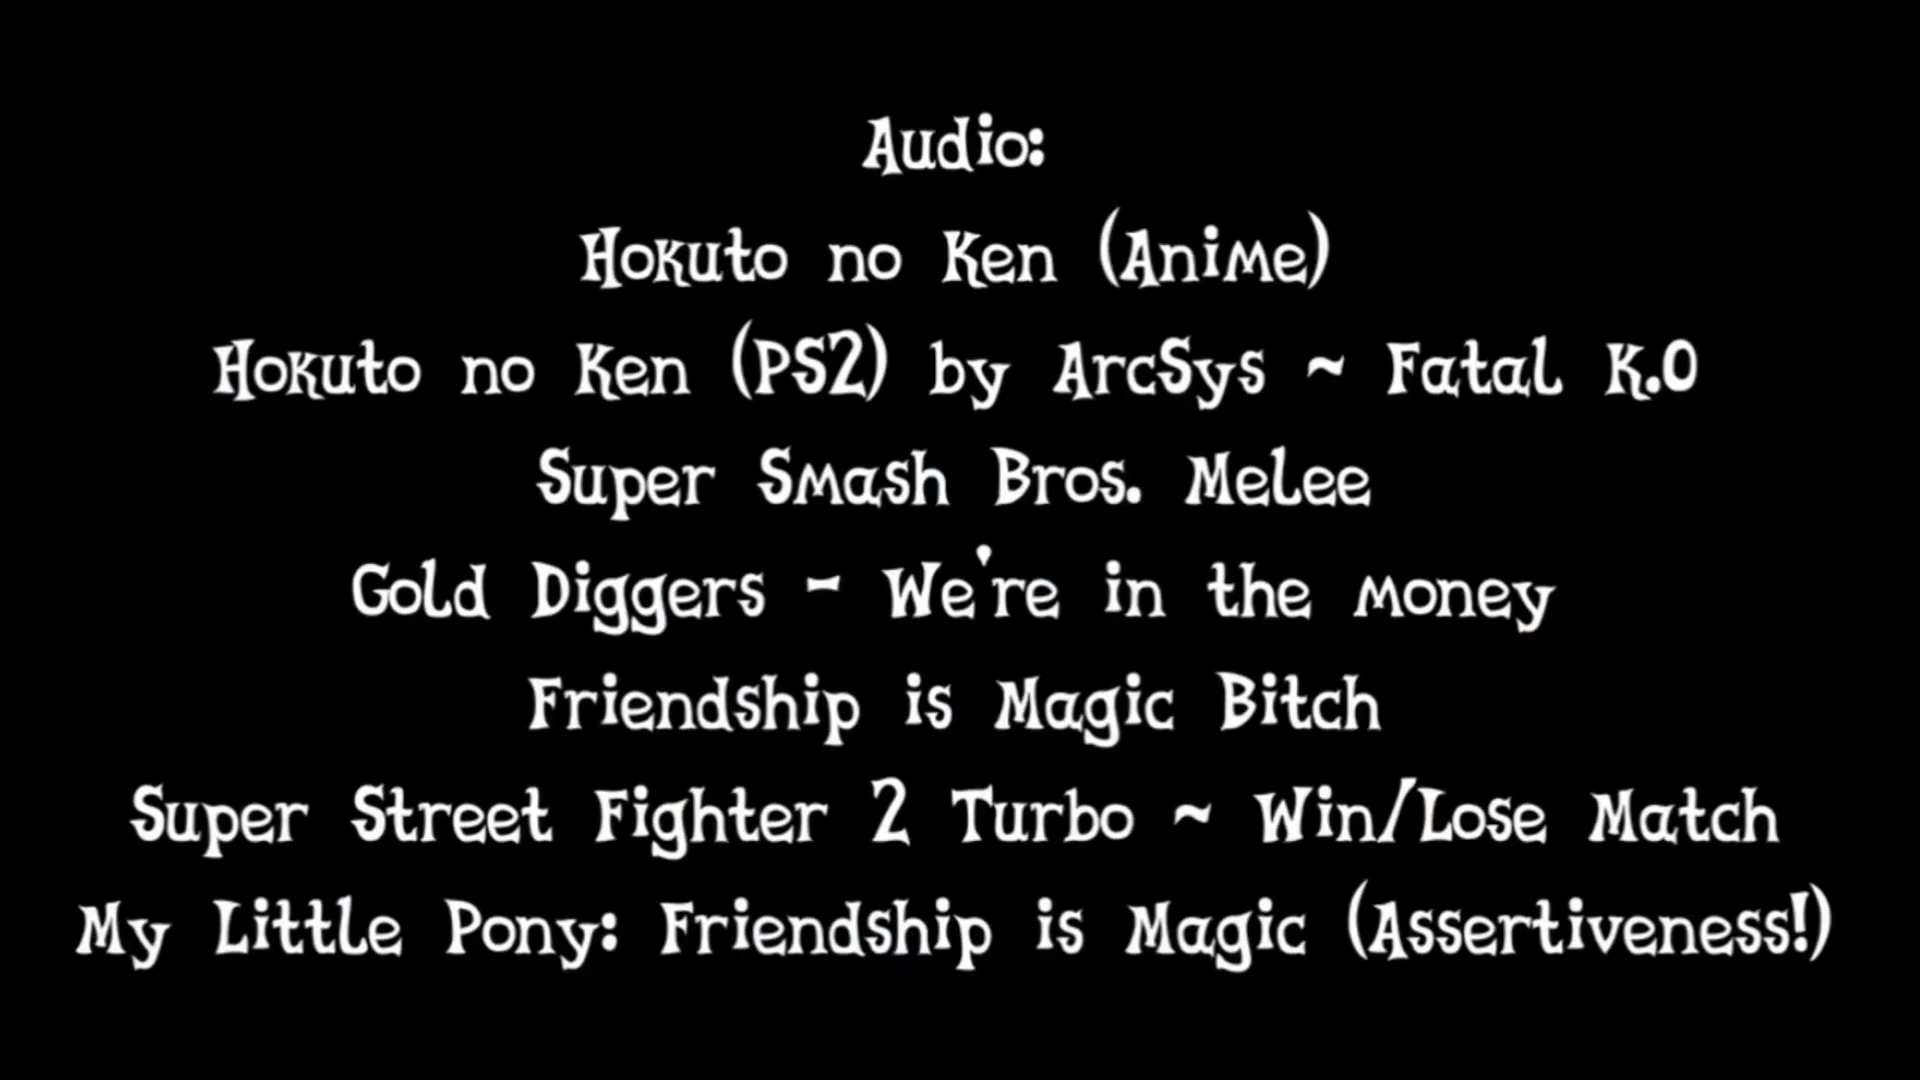 Audio:
Hokuto no Ken (Anime)
Hokuto no Ken (PS2) by ArcSys ~ Fatal K.O
Super Smash Bros. Melee
Gold Diggers - We're in the money
Friendship is Magic Bitch
Super Street Fighter 2 Turbo ~ Win/Lose Match
My Little Pony: Friendship is Magic (Assertiveness!)